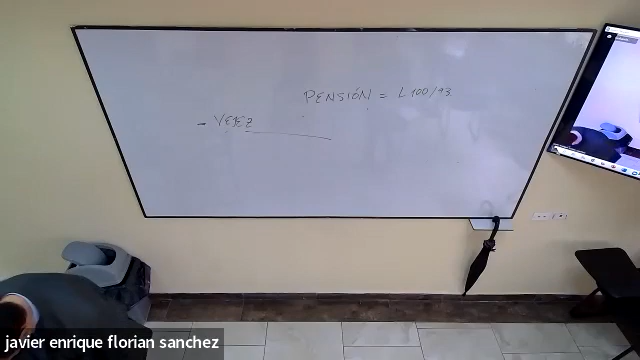 PENSIÓN = L 100/93.
- VEJEZ
javier enrique florian sanchez